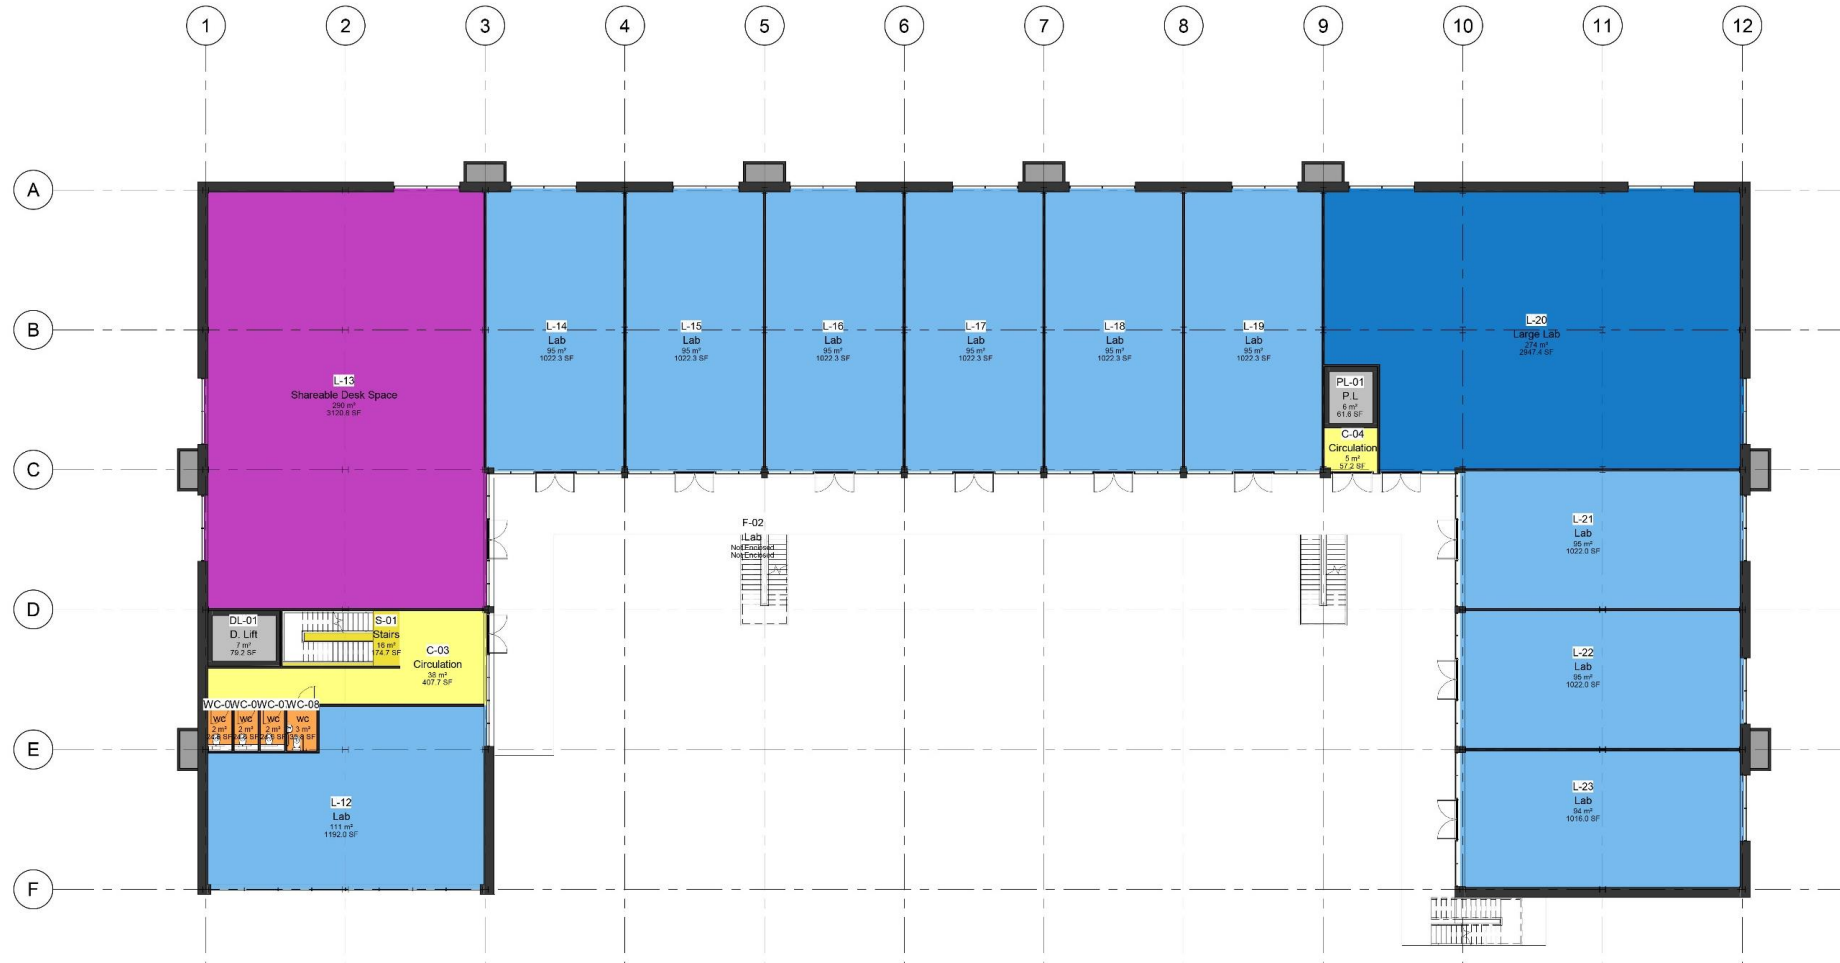 1 2 3 4 5 6 7 8 9 10 11 12
A
B
C
D
E
F
L-13
Shareable Desk Space
290 m²
3120.8 SF
L-14
Lab
95 m²
1022.3 SF
L-15
Lab
95 m²
1022.3 SF
L-16
Lab
95 m²
1022.3 SF
L-17
Lab
95 m²
1022.3 SF
L-18
Lab
95 m²
1022.3 SF
L-19
Lab
95 m²
1022.3 SF
L-20
Large Lab
274 m²
2947.4 SF
PL-01
P.L
6 m²
61.8 SF
C-04
Circulation
5 m²
57.2 SF
F-02
Lab
Not Enclosed
Not Enclosed
L-21
Lab
95 m²
1022.0 SF
DL-01
D. Lift
7 m²
79.2 SF
S-01
Stairs
16 m²
174.7 SF
C-03
Circulation
38 m²
407.7 SF
L-22
Lab
95 m²
1022.0 SF
WC-0
WC
2 m²
WC-0
WC
2 m²
WC-0
WC
2 m²
WC-08
WC
3 m²
L-12
Lab
111 m²
1192.0 SF
L-23
Lab
94 m²
1016.0 SF